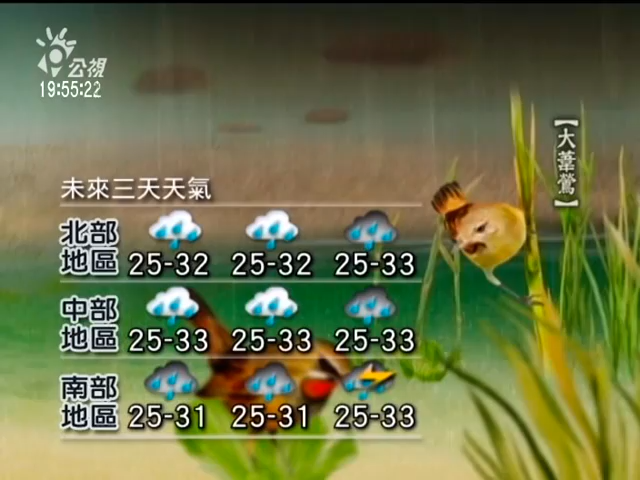 公視
19:55:22
【大葦鶯】
未來三天天氣
北部地區 25-32 25-32 25-33
中部地區 25-33 25-33 25-33
南部地區 25-31 25-31 25-33